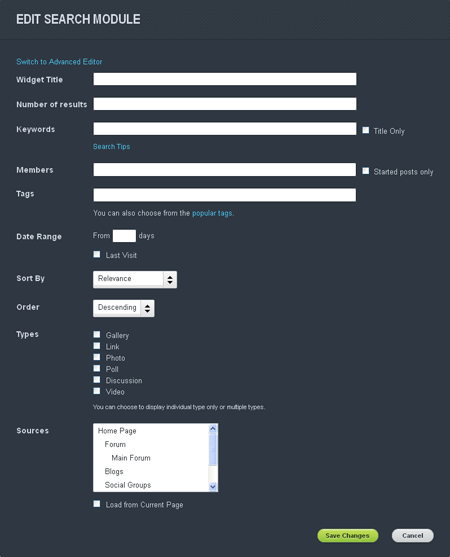 EDIT SEARCH MODULE
Switch to Advanced Editor
Widget Title
Number of results
Keywords
Title Only
Search Tips
Members
Started posts only
Tags
You can also choose from the popular tags.
Date Range
From days
Last Visit
Sort By
Relevance
Order
Descending
Types
Gallery
Link
Photo
Poll
Discussion
Video
You can choose to display individual type only or multiple types.
Sources
Home Page
Forum
Main Forum
Blogs
Social Groups
Load from Current Page
Save Changes
Cancel